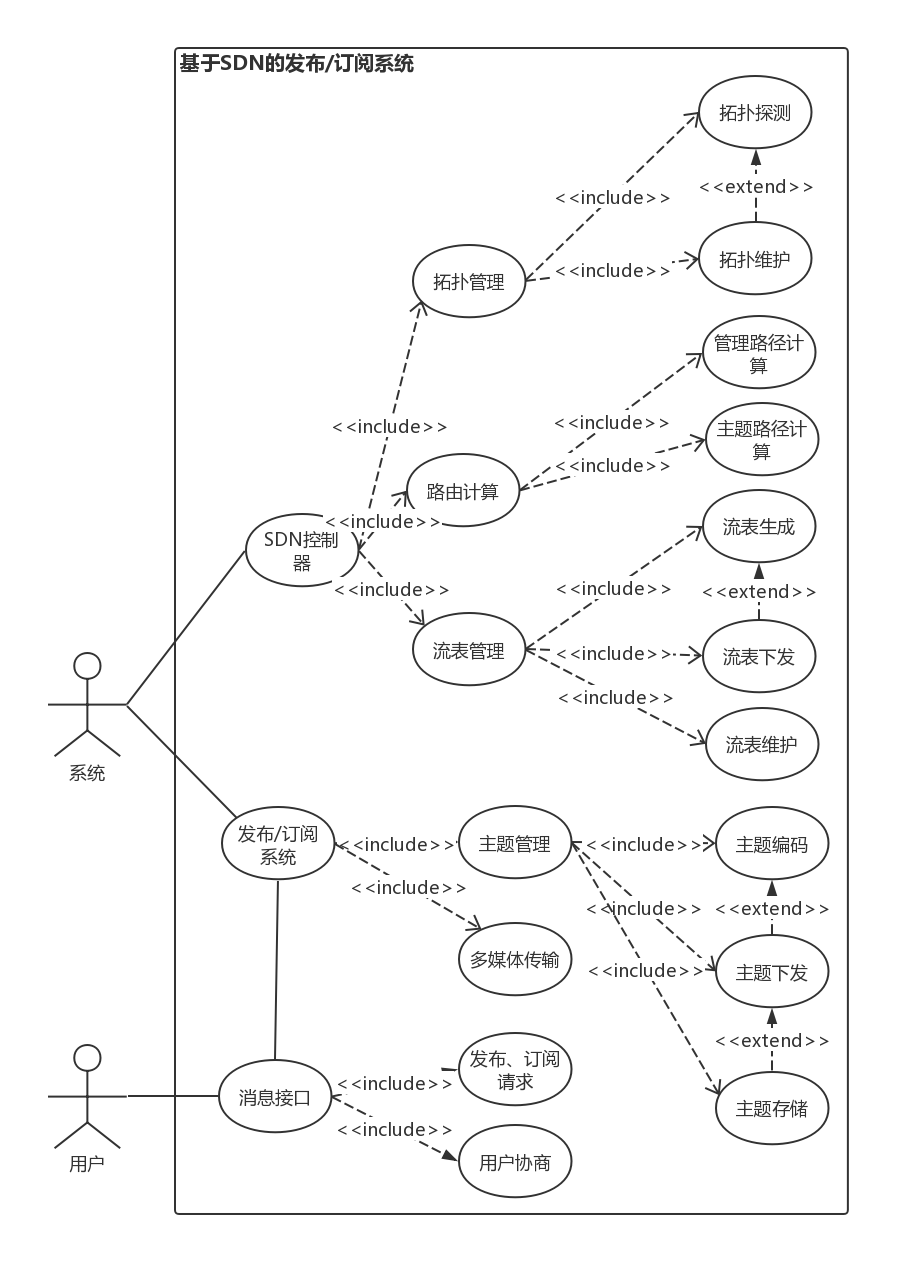 基于SDN的发布/订阅系统
拓扑探测
<<extend>>
<<include>>
拓扑维护
<<include>>
拓扑管理
管理路径计
算
<<include>>
<<include>>
主题路径计
算
<<include>>
路由计算
<<include>>
SDN控制
器
流表生成
<<include>>
<<include>>
<<extend>>
流表管理
<<include>>
流表下发
<<include>>
流表维护
系统
发布/订阅
系统
<<include>>
主题管理
<<include>>
主题编码
<<include>>
<<include>>
<<extend>>
多媒体传输
<<include>>
主题下发
<<extend>>
发布、订阅
请求
<<include>>
消息接口
主题存储
<<include>>
用户协商
用户